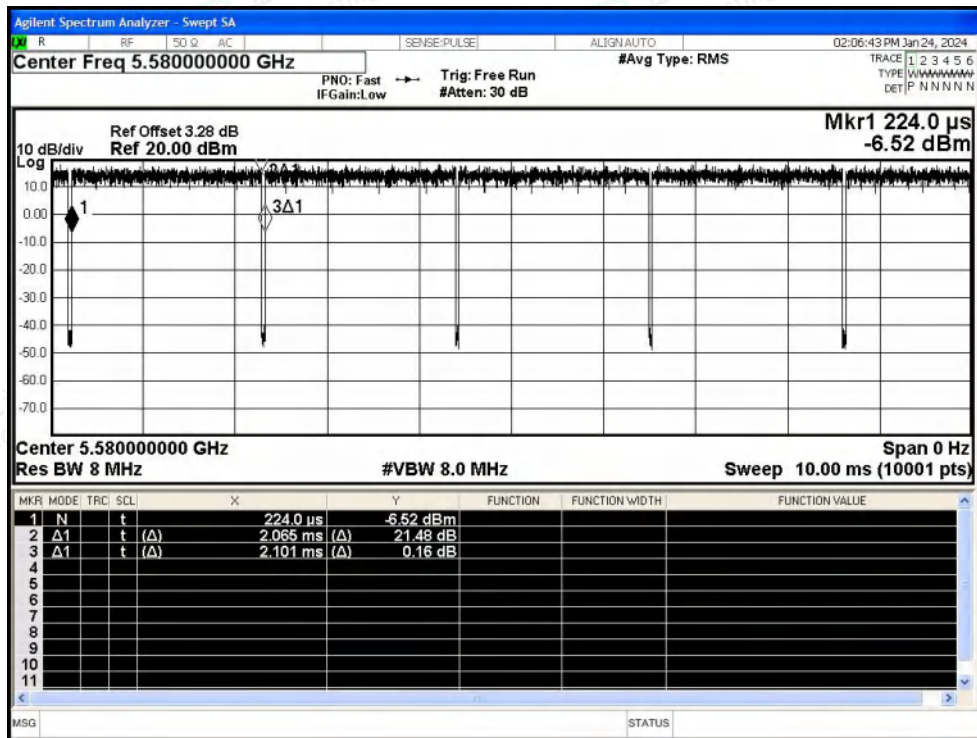 Agilent Spectrum Analyzer - Swept SA
LXI R RF 50 Ω AC SENSE:PULSE ALIGNAUTO 02:06:43 PM Jan 24, 2024
Center Freq 5.580000000 GHz #Avg Type: RMS TRACE 1 2 3 4 5 6
PNO: Fast Trig: Free Run TYPE
IFGain:Low #Atten: 30 dB DET P N N N N N
Mkr1 224.0 µs
Ref Offset 3.28 dB
10 dB/div Ref 20.00 dBm -6.52 dBm
Log
2Δ1
10.0
1 3Δ1
0.00
-10.0
-20.0
-30.0
-40.0
-50.0
-60.0
-70.0
Center 5.580000000 GHz Span 0 Hz
Res BW 8 MHz #VBW 8.0 MHz Sweep 10.00 ms (10001 pts)
MKR MODE TRC SCL X Y FUNCTION FUNCTION WIDTH FUNCTION VALUE
1 N t 224.0 µs -6.52 dBm
2 Δ1 t (Δ) 2.065 ms (Δ) 21.48 dB
3 Δ1 t (Δ) 2.101 ms (Δ) 0.16 dB
4
5
6
7
8
9
10
11
MSG STATUS